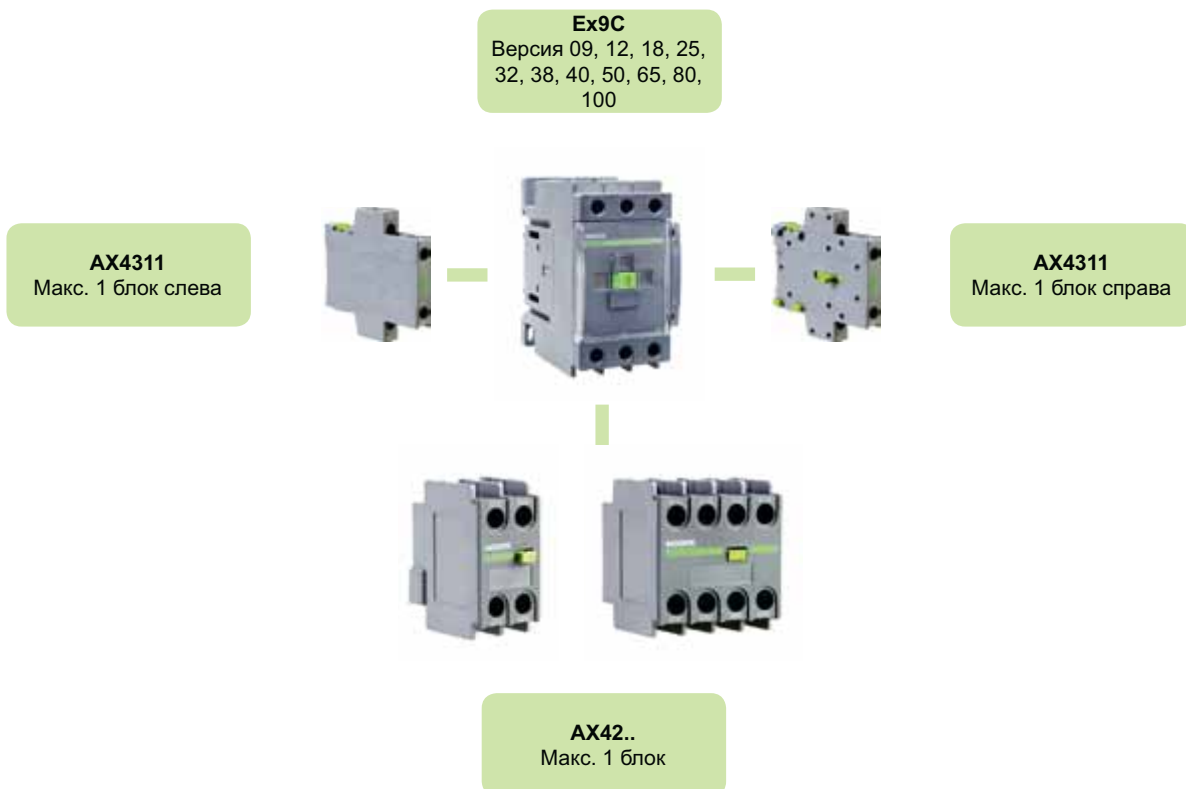 Ex9C
Версия 09, 12, 18, 25,
32, 38, 40, 50, 65, 80,
100
AX4311
Макс. 1 блок слева
AX4311
Макс. 1 блок справа
AX42..
Макс. 1 блок